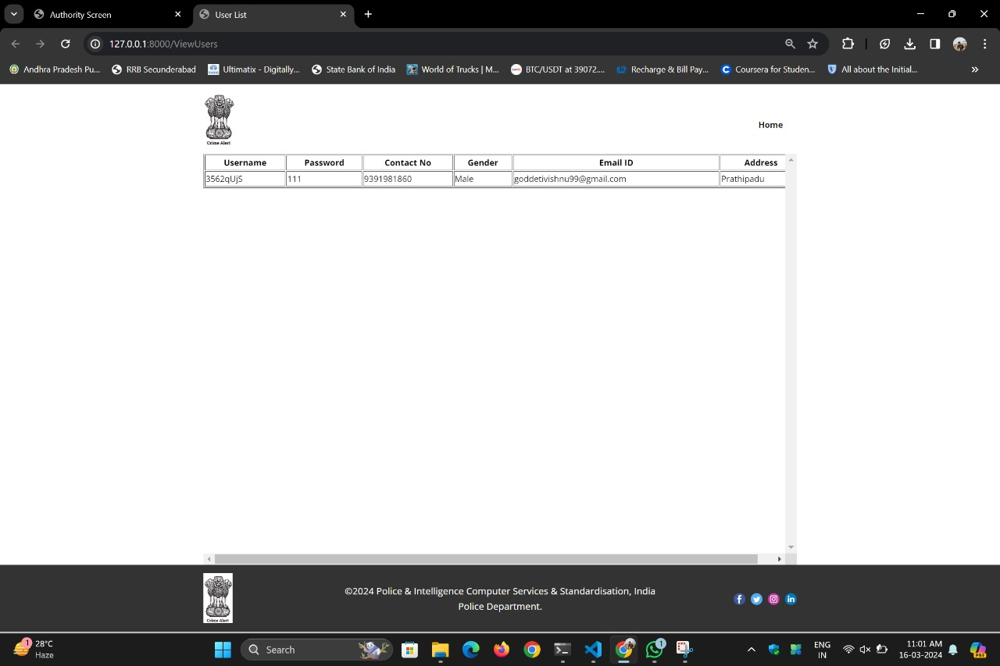 Authority Screen
User List
127.0.0.1:8000/ViewUsers
Andhra Pradesh Pu...
RRB Secunderabad
Ultimatix - Digitally...
State Bank of India
World of Trucks | M...
BTC/USDT at 39072....
Recharge & Bill Pay...
Coursera for Studen...
All about the Initial...
Crime Alert
Home
Username Password Contact No Gender Email ID Address
3562qUjS 111 9391981860 Male goddetivishnu99@gmail.com Prathipadu
Crime Alert
©2024 Police & Intelligence Computer Services & Standardisation, India
Police Department.
1
28°C
Haze
Search
1
ENG
IN
11:01 AM
16-03-2024
PRE